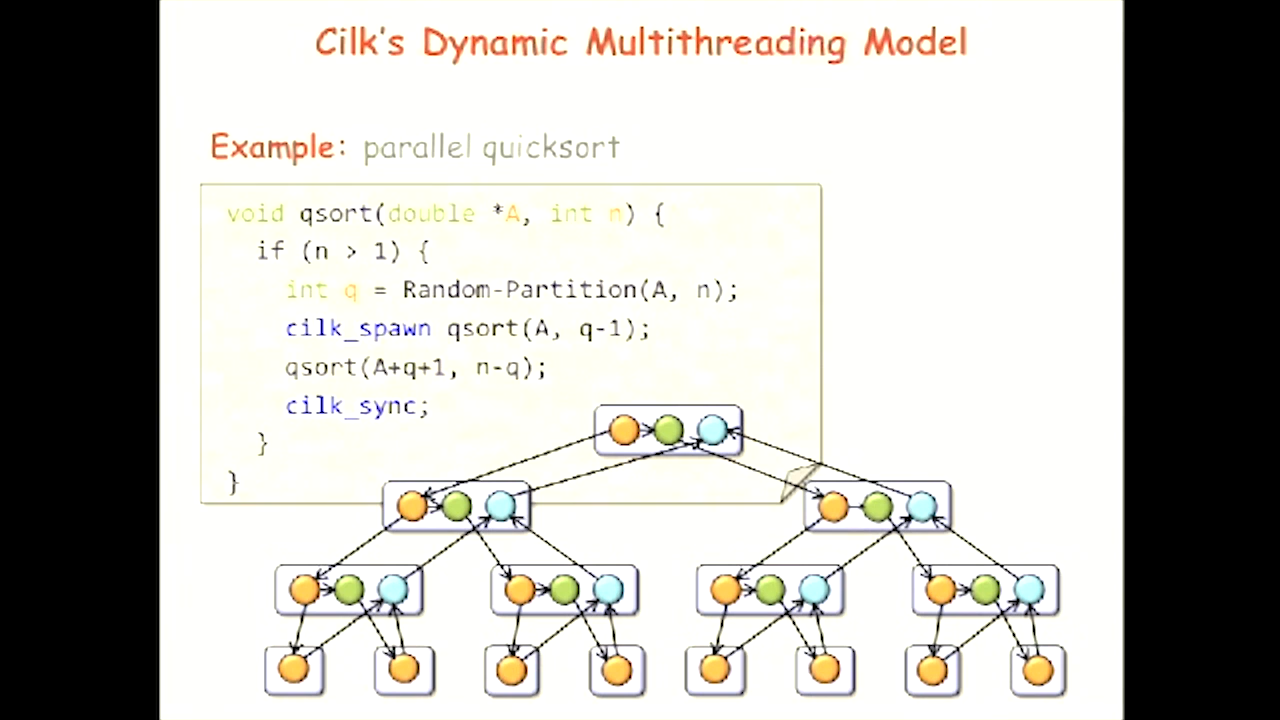 Cilk's Dynamic Multithreading Model
Example: parallel quicksort
void qsort(double *A, int n) {
if (n > 1) {
int q = Random-Partition(A, n);
cilk_spawn qsort(A, q-1);
qsort(A+q+1, n-q);
cilk_sync;
}
}